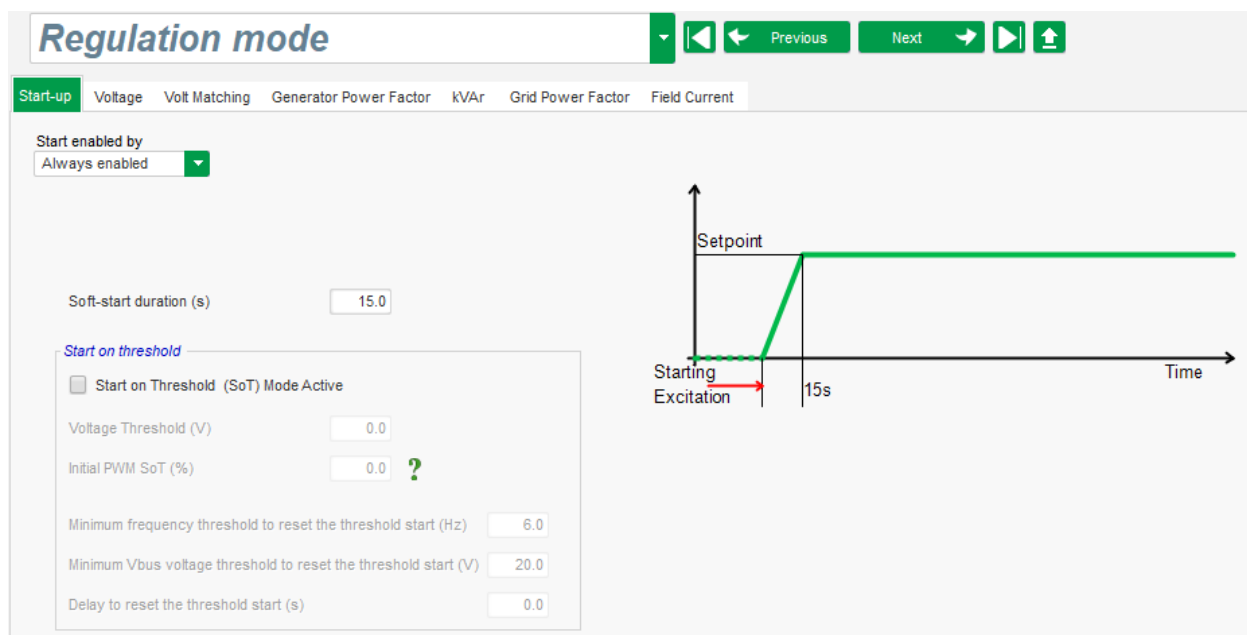 Regulation mode
Previous
Next
Start-up Voltage Volt Matching Generator Power Factor kVAr Grid Power Factor Field Current
Start enabled by
Always enabled
Soft-start duration (s) 15.0
Start on threshold
Start on Threshold (SoT) Mode Active
Voltage Threshold (V) 0.0
Initial PWM SoT (%) 0.0 ?
Minimum frequency threshold to reset the threshold start (Hz) 6.0
Minimum Vbus voltage threshold to reset the threshold start (V) 20.0
Delay to reset the threshold start (s) 0.0
Setpoint
Starting
Excitation
15s
Time